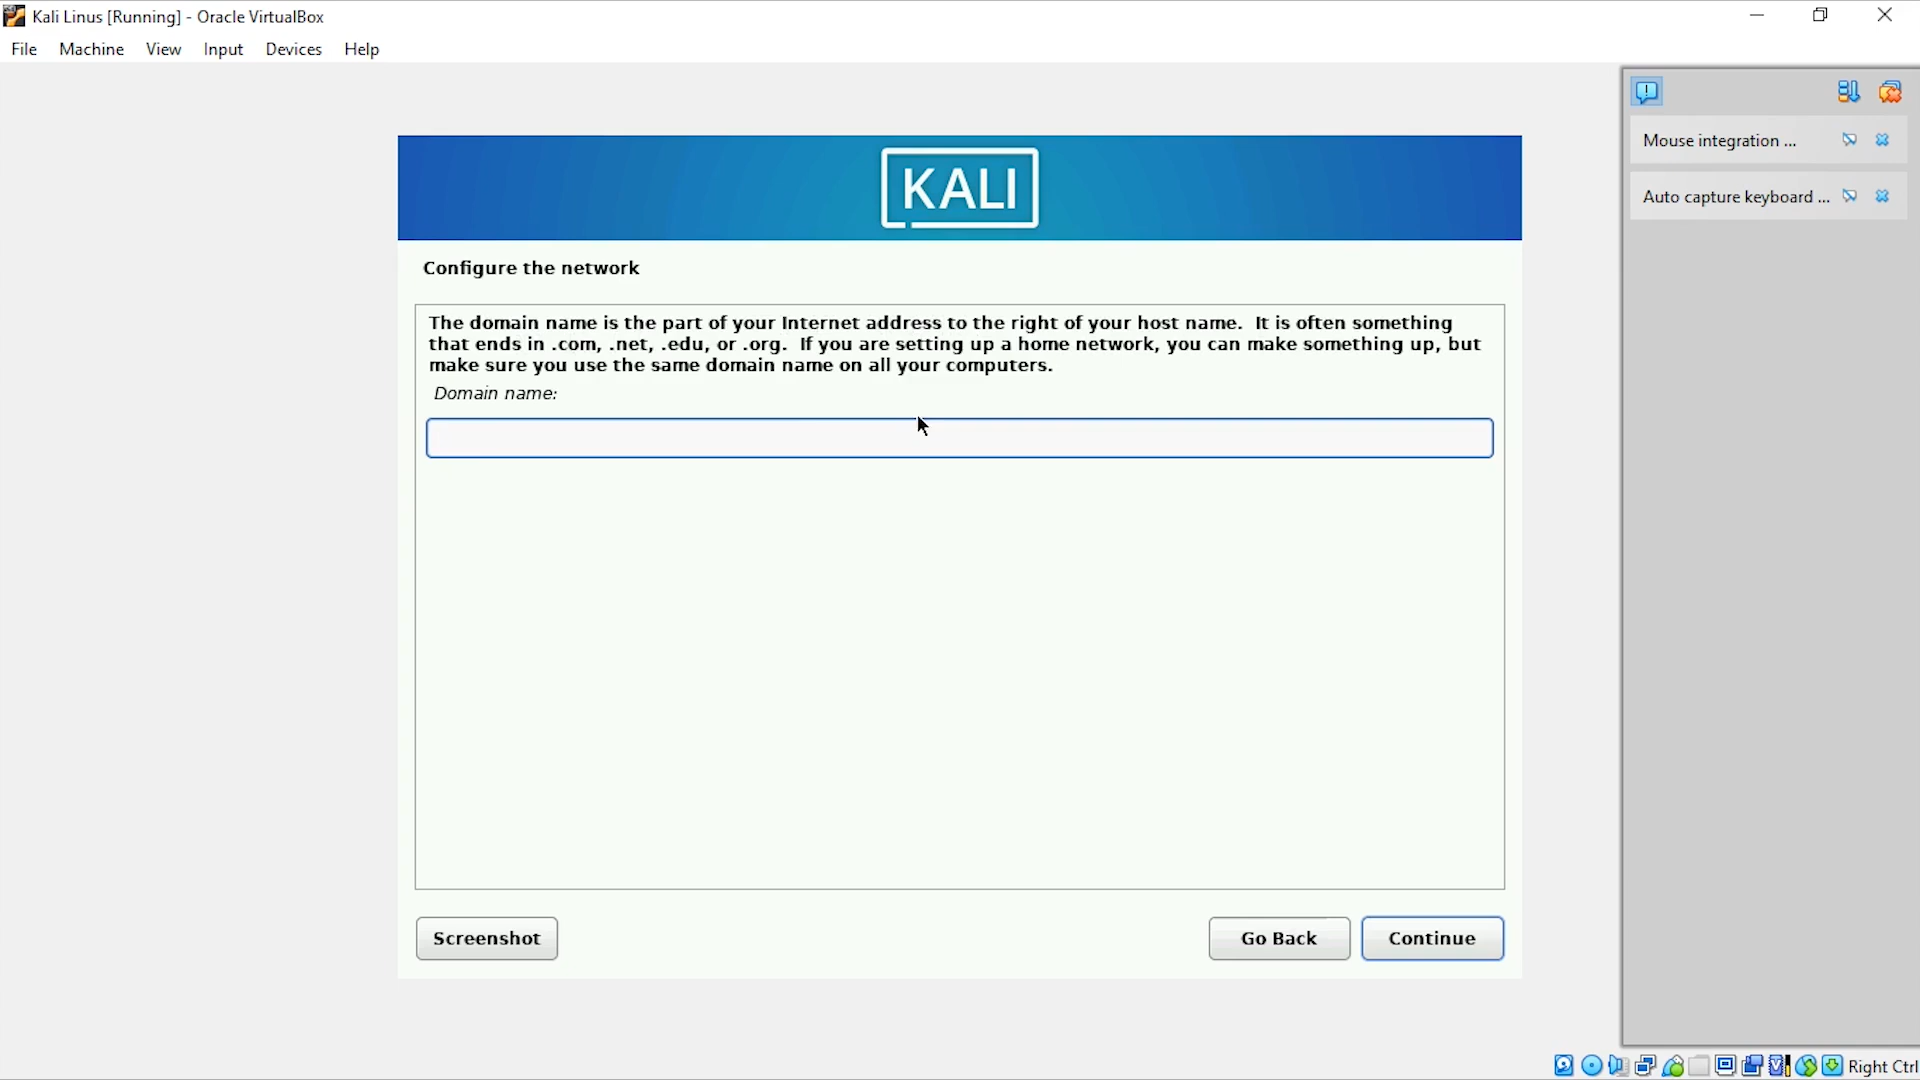 Kali Linus [Running] - Oracle VirtualBox
File Machine View Input Devices Help
Mouse integration ...
Auto capture keyboard ...
KALI
Configure the network
The domain name is the part of your Internet address to the right of your host name. It is often something
that ends in .com, .net, .edu, or .org. If you are setting up a home network, you can make something up, but
make sure you use the same domain name on all your computers.
Domain name:
Screenshot Go Back Continue
Right Ctrl